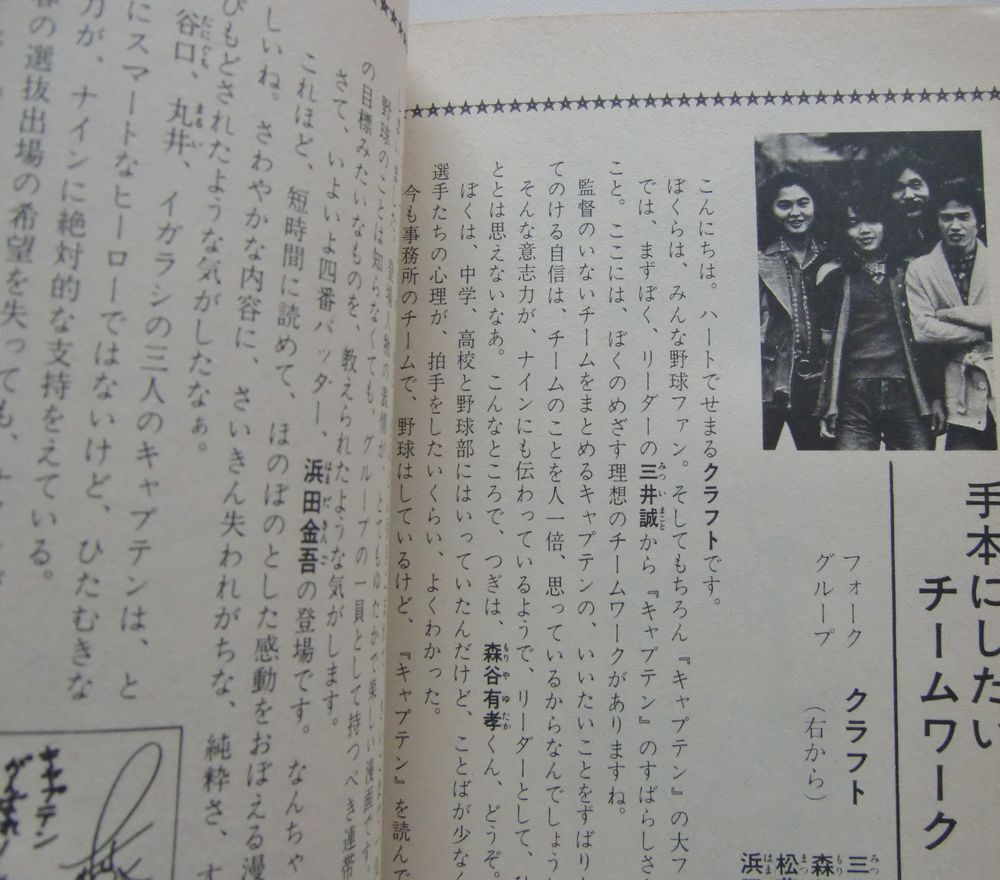 手本にしたい
チームワーク
フォーク
グループ
クラフト
(右から)
三
森
松
浜
こんにちは。ハートでせまるクラフトです。
ぼくらは、みんな野球ファン。そしてもちろん『キャプテン』の大フ
では、まずぼく、リーダーの三井誠から『キャプテン』のすばらしさ
こと。ここには、ぼくのめざす理想のチームワークがありますね。
監督のいないチームをまとめるキャプテンの、いいたいことをずばり
てのける自信は、チームのことを人一倍、思っているからなんでしょう
そんな意志力が、ナインにも伝わっているようで、リーダーとして、
ととは思えないなあ。こんなところで、つぎは、森谷有孝くん、どうぞ。
ぼくは、中学、高校と野球部にはいっていたんだけど、ことばが少なく
選手たちの心理が、拍手をしたいくらい、よくわかった。
今も事務所のチームで、野球はしているけど、『キャプテン』を読んで
野球のことは知らなくても、グループの一員として持つべき連帯
の目標みたいなものを、教えられたような気がします。
さて、いよいよ四番バッター、浜田金吾の登場です。
これほど、短時間に読めて、ほのぼのとした感動をおぼえる漫
しいね。さわやかな内容に、さいきん失われがちな、純粋さ、す
びもどされたような気がしたなぁ。
谷口、丸井、イガラシの三人のキャプテンは、と
にスマートなヒーローではないけど、ひたむきな
力が、ナインに絶対的な支持をえている。
の選抜出場の希望を失っても、
キャプテン